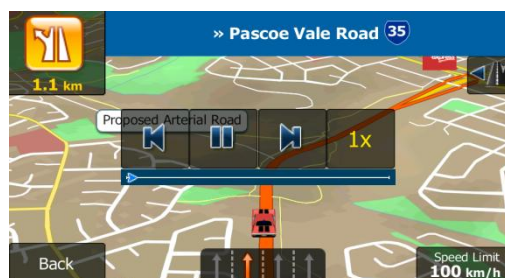 » Pascoe Vale Road 35
1.1 km
Proposed Arterial Road
1x
Back
Speed Limit
100 km/h